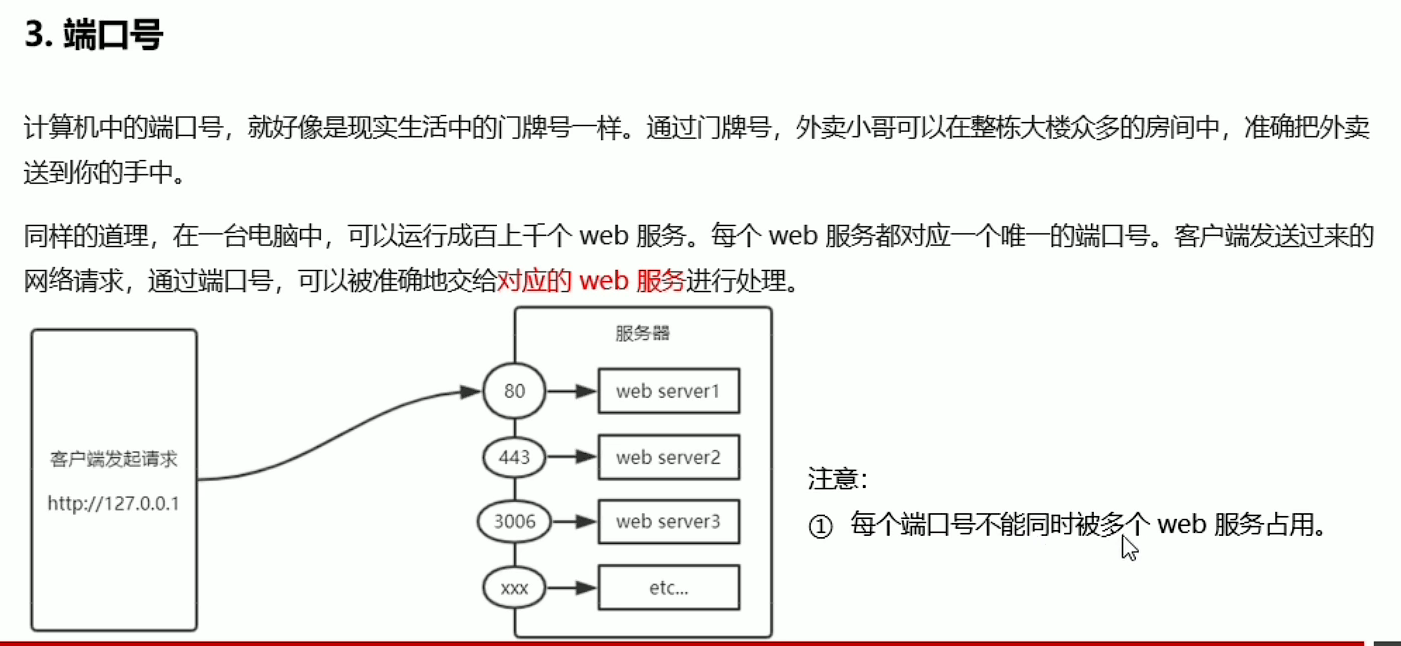 3. 端口号
计算机中的端口号，就好像是现实生活中的门牌号一样。通过门牌号，外卖小哥可以在整栋大楼众多的房间中，准确把外卖
送到你的手中。
同样的道理，在一台电脑中，可以运行成百上千个 web 服务。每个 web 服务都对应一个唯一的端口号。客户端发送过来的
网络请求，通过端口号，可以被准确地交给对应的 web 服务进行处理。
客户端发起请求
http://127.0.0.1
服务器
80
web server1
443
web server2
3006
web server3
xxx
etc...
注意：
① 每个端口号不能同时被多个 web 服务占用。